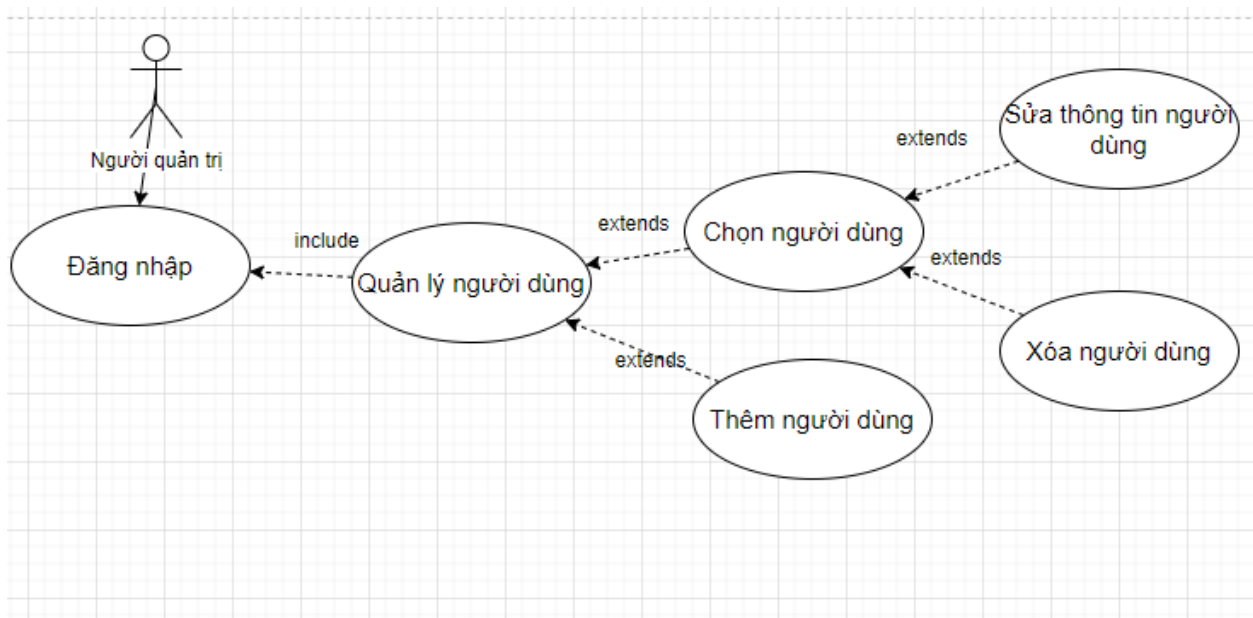 Người quản trị
Đăng nhập
include
Quản lý người dùng
extends
Chọn người dùng
extends
Sửa thông tin người
dùng
extends
Xóa người dùng
extends
Thêm người dùng